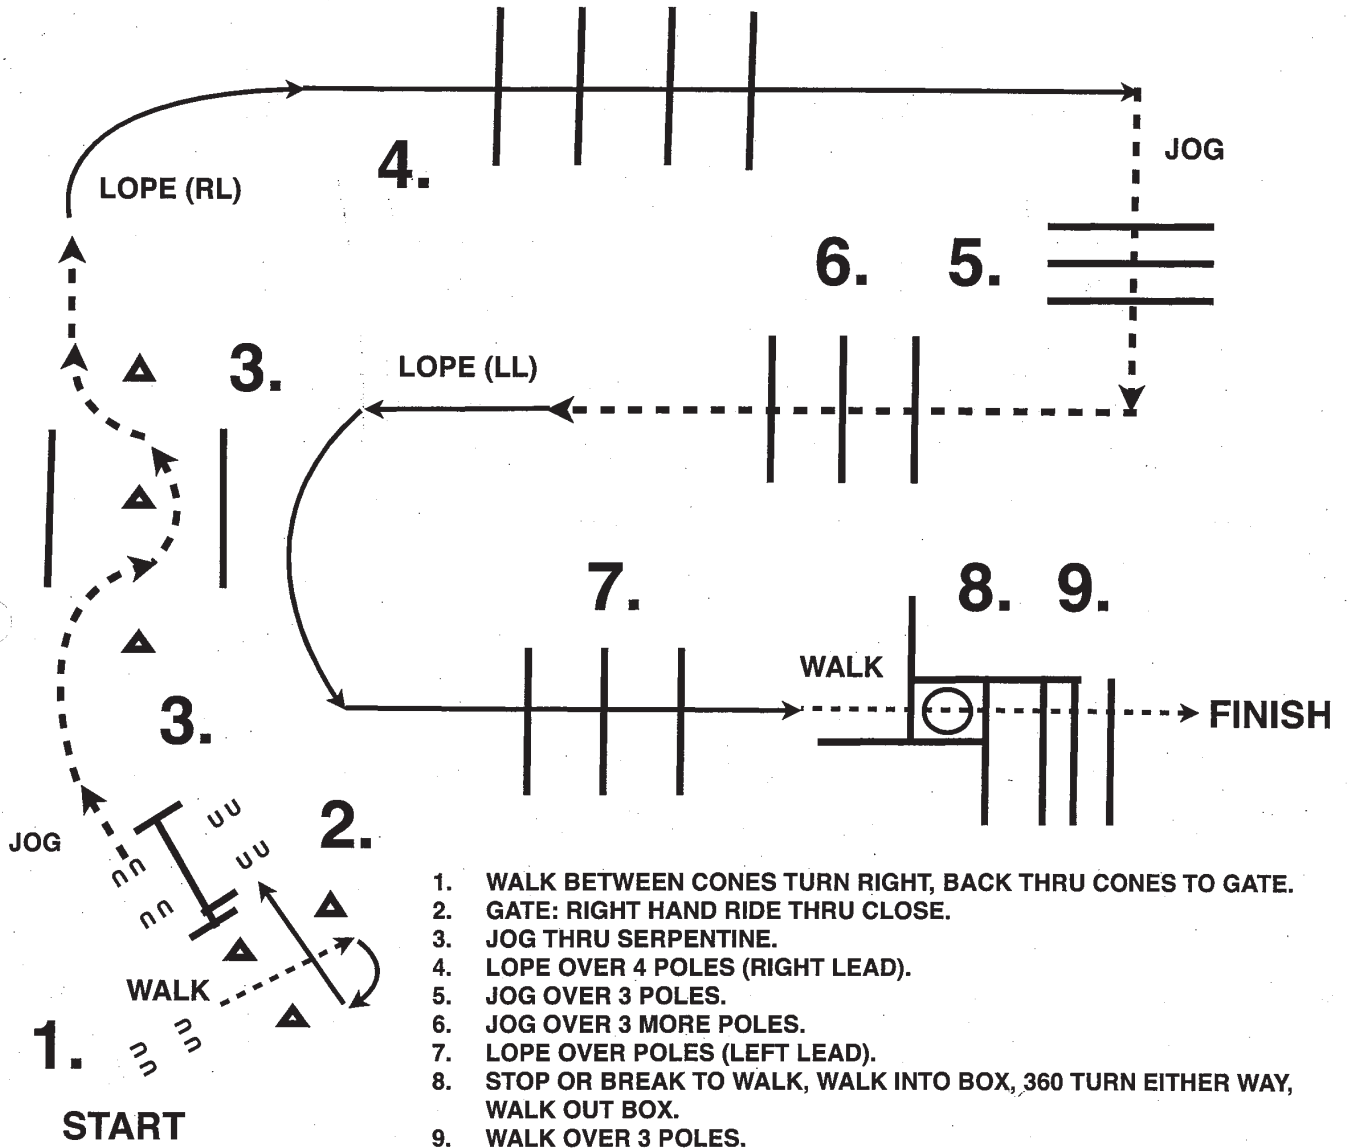 4.
LOPE (RL)
JOG
6. 5.
3.
LOPE (LL)
7.
8. 9.
WALK
FINISH
3.
2.
JOG
WALK
1.
START
1. WALK BETWEEN CONES TURN RIGHT, BACK THRU CONES TO GATE.
2. GATE: RIGHT HAND RIDE THRU CLOSE.
3. JOG THRU SERPENTINE.
4. LOPE OVER 4 POLES (RIGHT LEAD).
5. JOG OVER 3 POLES.
6. JOG OVER 3 MORE POLES.
7. LOPE OVER POLES (LEFT LEAD).
8. STOP OR BREAK TO WALK, WALK INTO BOX, 360 TURN EITHER WAY,
WALK OUT BOX.
9. WALK OVER 3 POLES.